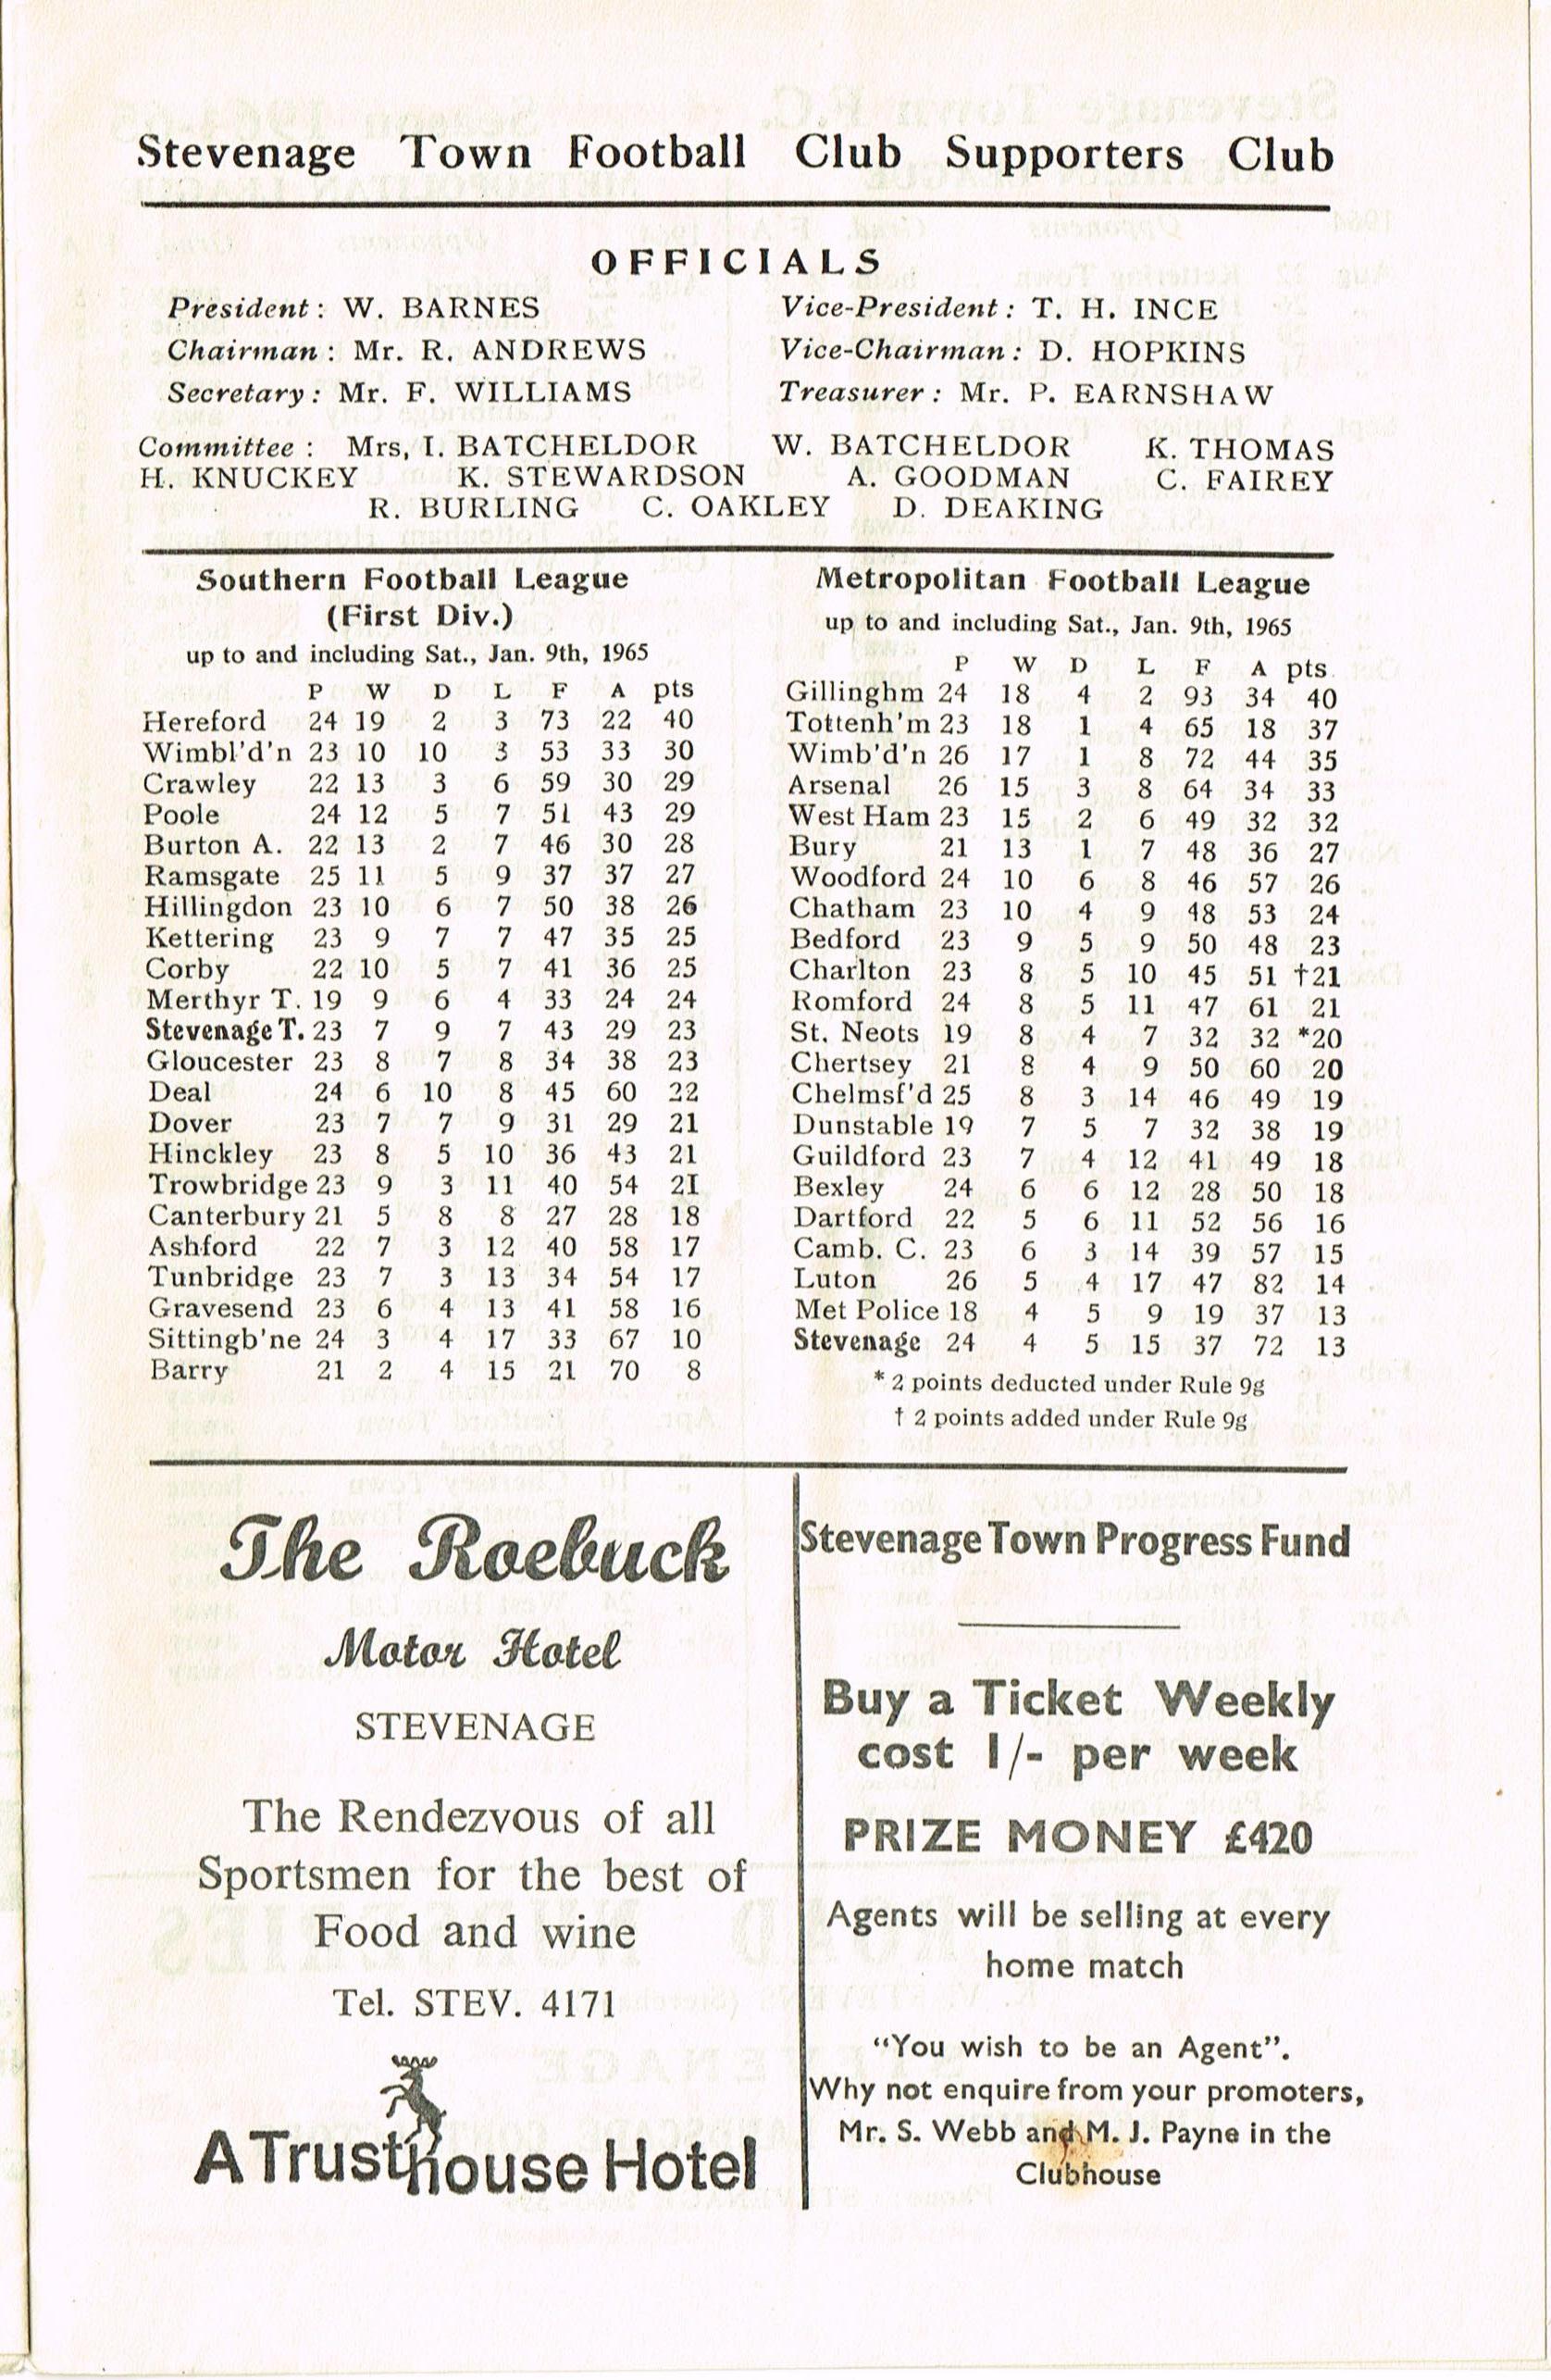 Stevenage Town Football Club Supporters Club
OFFICIALS
President : W. BARNES Vice-President : T. H. INCE
Chairman : Mr. R. ANDREWS Vice-Chairman : D. HOPKINS
Secretary : Mr. F. WILLIAMS Treasurer : Mr. P. EARNSHAW
Committee : Mrs, I. BATCHELDOR W. BATCHELDOR K. THOMAS
H. KNUCKEY K. STEWARDSON A. GOODMAN C. FAIREY
R. BURLING C. OAKLEY D. DEAKING
Southern Football League
(First Div.)
up to and including Sat., Jan. 9th, 1965
P W D L F A pts
Hereford 24 19 2 3 73 22 40
Wimbl'd'n 23 10 10 3 53 33 30
Crawley 22 13 3 6 59 30 29
Poole 24 12 5 7 51 43 29
Burton A. 22 13 2 7 46 30 28
Ramsgate 25 11 5 9 37 37 27
Hillingdon 23 10 6 7 50 38 26
Kettering 23 9 7 7 47 35 25
Corby 22 10 5 7 41 36 25
Merthyr T. 19 9 6 4 33 24 24
Stevenage T. 23 7 9 7 43 29 23
Gloucester 23 8 7 8 34 38 23
Deal 24 6 10 8 45 60 22
Dover 23 7 7 9 31 29 21
Hinckley 23 8 5 10 36 43 21
Trowbridge 23 9 3 11 40 54 2I
Canterbury 21 5 8 8 27 28 18
Ashford 22 7 3 12 40 58 17
Tunbridge 23 7 3 13 34 54 17
Gravesend 23 6 4 13 41 58 16
Sittingb'ne 24 3 4 17 33 67 10
Barry 21 2 4 15 21 70 8
Metropolitan Football League
up to and including Sat., Jan. 9th, 1965
P W D L F A pts.
Gillinghm 24 18 4 2 93 34 40
Tottenh'm 23 18 1 4 65 18 37
Wimb'd'n 26 17 1 8 72 44 35
Arsenal 26 15 3 8 64 34 33
West Ham 23 15 2 6 49 32 32
Bury 21 13 1 7 48 36 27
Woodford 24 10 6 8 46 57 26
Chatham 23 10 4 9 48 53 24
Bedford 23 9 5 9 50 48 23
Charlton 23 8 5 10 45 51 †21
Romford 24 8 5 11 47 61 21
St. Neots 19 8 4 7 32 32 *20
Chertsey 21 8 4 9 50 60 20
Chelmsf'd 25 8 3 14 46 49 19
Dunstable 19 7 5 7 32 38 19
Guildford 23 7 4 12 41 49 18
Bexley 24 6 6 12 28 50 18
Dartford 22 5 6 11 52 56 16
Camb. C. 23 6 3 14 39 57 15
Luton 26 5 4 17 47 82 14
Met Police 18 4 5 9 19 37 13
Stevenage 24 4 5 15 37 72 13
* 2 points deducted under Rule 9g
† 2 points added under Rule 9g
The Roebuck
Motor Hotel
STEVENAGE
The Rendezvous of all
Sportsmen for the best of
Food and wine
Tel. STEV. 4171
A Trusthouse Hotel
Stevenage Town Progress Fund
Buy a Ticket Weekly
cost 1/- per week
PRIZE MONEY £420
Agents will be selling at every
home match
"You wish to be an Agent".
Why not enquire from your promoters,
Mr. S. Webb and M. J. Payne in the
Clubhouse